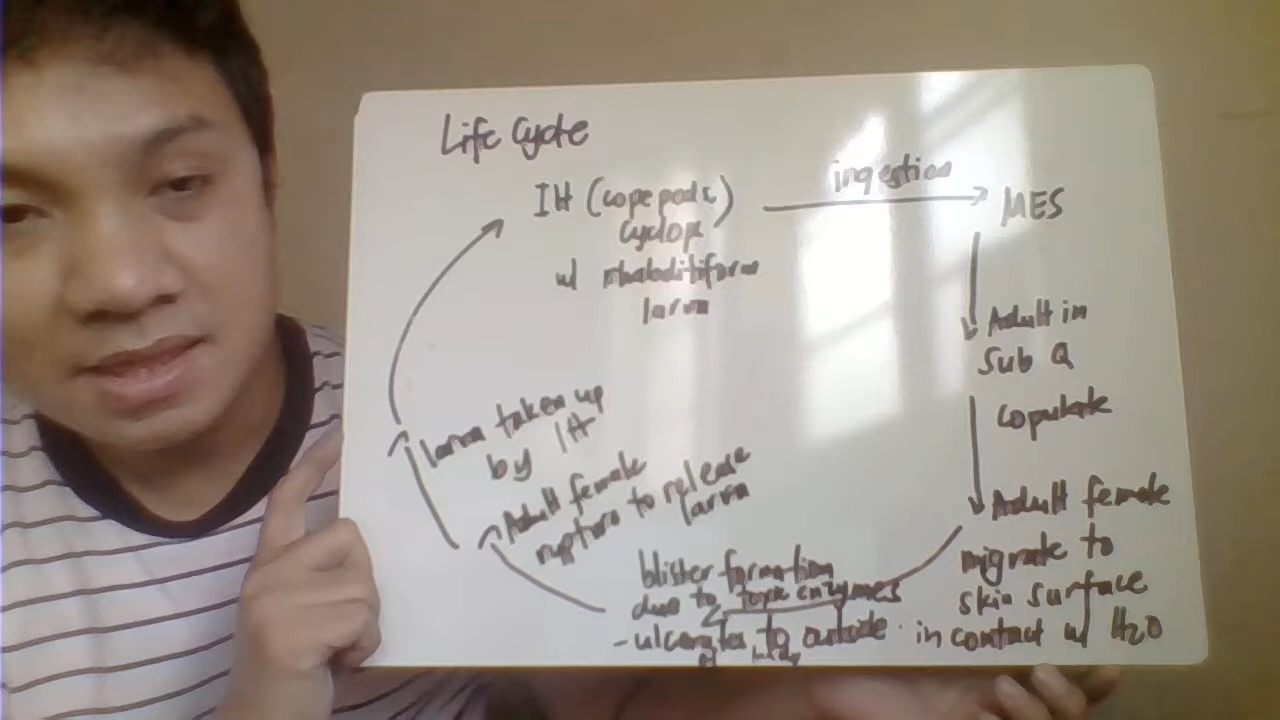 Life Cycle
IH (copepods)
cyclops
w/ rhabditiform
larva
ingestion
MES
Adult in
Sub Q
copulate
Adult female
migrate to
skin surface
in contact w/ H2O
blister formation
due to toxic enzymes
- ulcerates to outside
of body
Adult female
rupture to release
larva
larva taken up
by IH